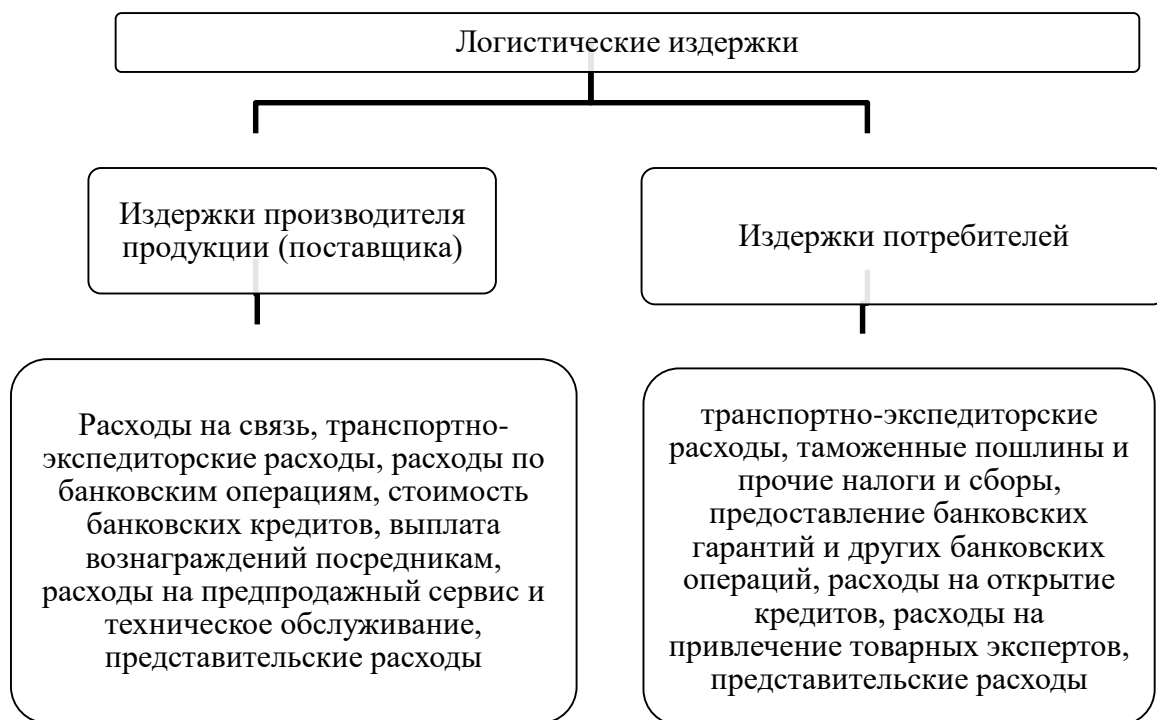 Логистические издержки
Издержки производителя
продукции (поставщика)
Издержки потребителей
Расходы на связь, транспортно-
экспедиторские расходы, расходы по
банковским операциям, стоимость
банковских кредитов, выплата
вознаграждений посредникам,
расходы на предпродажный сервис и
техническое обслуживание,
представительские расходы
транспортно-экспедиторские
расходы, таможенные пошлины и
прочие налоги и сборы,
предоставление банковских
гарантий и других банковских
операций, расходы на открытие
кредитов, расходы на
привлечение товарных экспертов,
представительские расходы